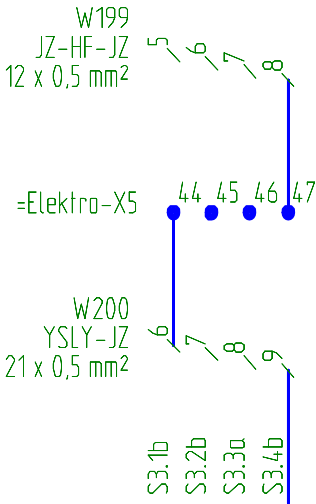 W199
JZ-HF-JZ
12 x 0,5 mm²
5 6 7 8
=Elektro-X5
44 45 46 47
W200
YSLY-JZ
21 x 0,5 mm²
6 7 8 9
S3.1b
S3.2b
S3.3a
S3.4b